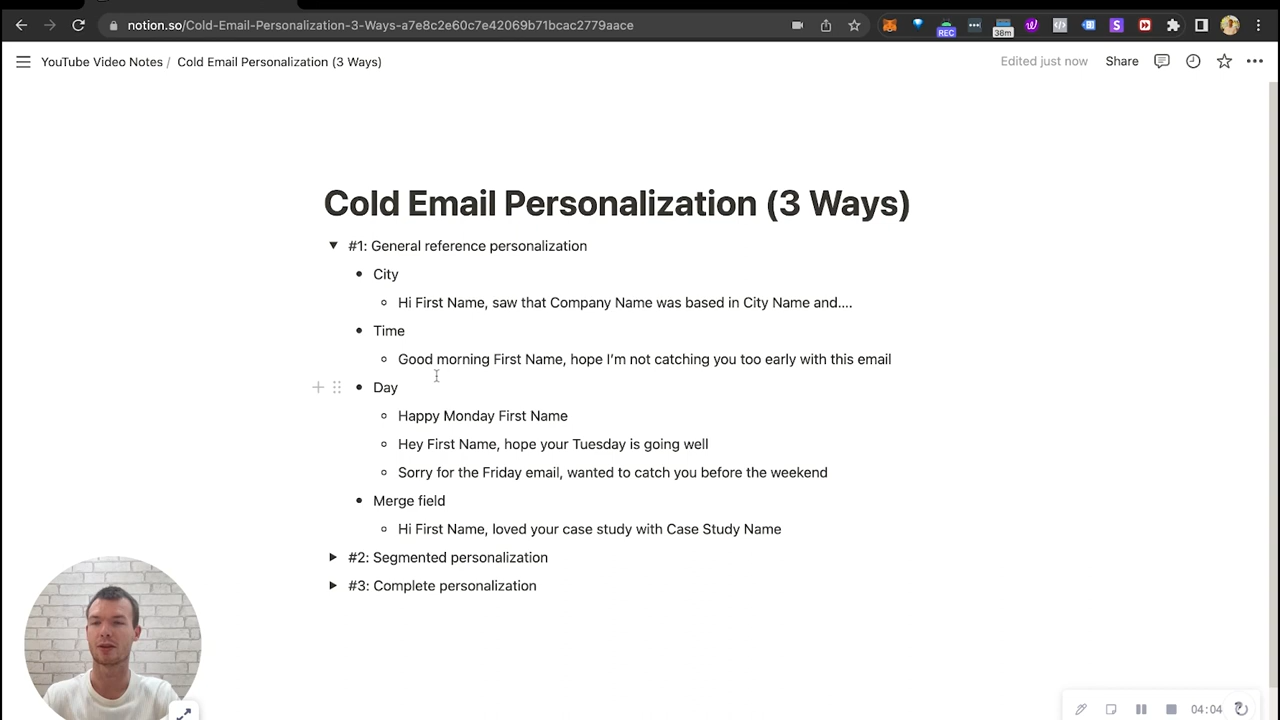 notion.so/Cold-Email-Personalization-3-Ways-a7e8c2e60c7e42069b71bcac2779aace
REC
38m
YouTube Video Notes / Cold Email Personalization (3 Ways)
Edited just now
Share
Cold Email Personalization (3 Ways)
#1: General reference personalization
City
Hi First Name, saw that Company Name was based in City Name and....
Time
Good morning First Name, hope I'm not catching you too early with this email
Day
Happy Monday First Name
Hey First Name, hope your Tuesday is going well
Sorry for the Friday email, wanted to catch you before the weekend
Merge field
Hi First Name, loved your case study with Case Study Name
#2: Segmented personalization
#3: Complete personalization
04:04